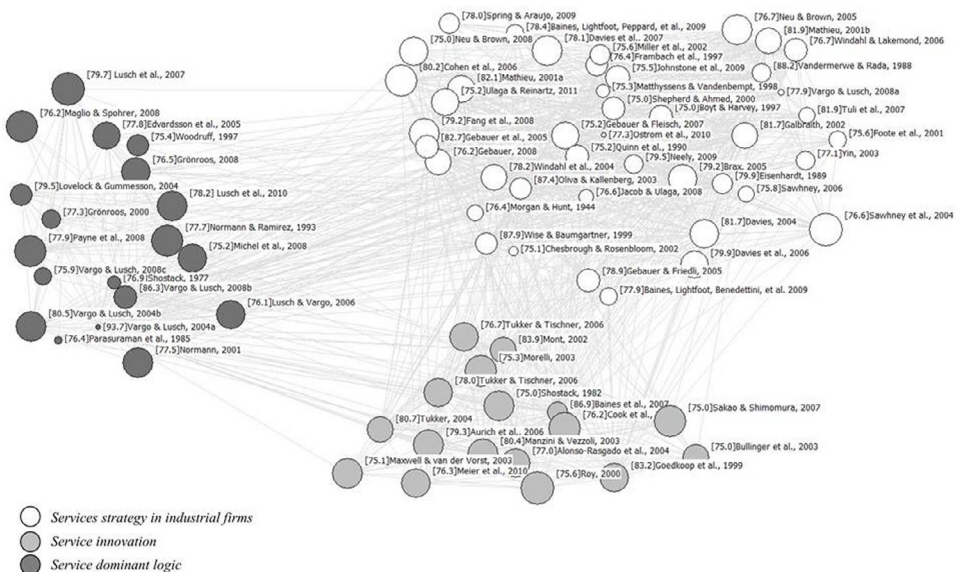 [78.0]Spring & Araujo, 2009
[78.4]Baines, Lightfoot, Peppard, et al., 2009
[76.7]Neu & Brown, 2005
[81.9]Mathieu, 2001b
[75.0]Neu & Brown, 2008
[78.1]Davies et al., 2007
[75.6]Miller et al., 2002
[76.7]Windahl & Lakemond, 2006
[76.4]Frambach et al., 1997
[80.2]Cohen et al., 2006
[75.5]Johnstone et al., 2009
[88.2]Vandermerwe & Rada, 1988
[79.7] Lusch et al., 2007
[82.1]Mathieu, 2001a
[75.3]Matthyssens & Vandenbempt, 1998
[75.2]Ulaga & Reinartz, 2011
[77.9]Vargo & Lusch, 2008a
[75.0]Shepherd & Ahmed, 2000
[75.0]Boyt & Harvey, 1997
[81.9]Tuli et al., 2007
[76.2]Maglio & Spohrer, 2008
[79.2]Fang et al., 2008
[75.2]Gebauer & Fleisch, 2007
[81.7]Galbraith, 2002
[77.8]Edvardsson et al., 2005
[77.3]Ostrom et al., 2010
[75.6]Foote et al., 2001
[75.4]Woodruff, 1997
[82.7]Gebauer et al., 2005
[75.2]Quinn et al., 1990
[76.2]Gebauer, 2008
[79.5]Neely, 2009
[77.1]Yin, 2003
[76.5]Grönroos, 2008
[78.2]Windahl et al., 2004
[79.2]Brax, 2005
[79.9]Eisenhardt, 1989
[87.4]Oliva & Kallenberg, 2003
[79.5]Lovelock & Gummesson, 2004
[76.6]Jacob & Ulaga, 2008
[75.8]Sawhney, 2006
[78.2] Lusch et al., 2010
[76.4]Morgan & Hunt, 1944
[77.3]Grönroos, 2000
[76.6]Sawhney et al., 2004
[77.7]Normann & Ramirez, 1993
[81.7]Davies, 2004
[77.9]Payne et al., 2008
[87.9]Wise & Baumgartner, 1999
[75.2]Michel et al., 2008
[75.1]Chesbrough & Rosenbloom, 2002
[79.9]Davies et al., 2006
[75.9]Vargo & Lusch, 2008c
[76.9]Shostack, 1977
[78.9]Gebauer & Friedli, 2005
[86.3]Vargo & Lusch, 2008b
[77.9]Baines, Lightfoot, Benedettini, et al. 2009
[76.1]Lusch & Vargo, 2006
[80.5]Vargo & Lusch, 2004b
[93.7]Vargo & Lusch, 2004a
[76.7]Tukker & Tischner, 2006
[76.4]Parasuraman et al., 1985
[83.9]Mont, 2002
[77.5]Normann, 2001
[75.3]Morelli, 2003
[78.0]Tukker & Tischner, 2006
[75.0]Shostack, 1982
[86.9]Baines et al., 2007
[75.0]Sakao & Shimomura, 2007
[80.7]Tukker, 2004
[76.2]Cook et al.,
[79.3]Aurich et al., 2006
[80.4]Manzini & Vezzoli, 2003
[77.0]Alonso-Rasgado et al., 2004
[75.0]Bullinger et al., 2003
[75.1]Maxwell & van der Vorst, 2003
[76.3]Meier et al., 2010
[75.6]Roy, 2000
[83.2]Goedkoop et al., 1999
Services strategy in industrial firms
Service innovation
Service dominant logic